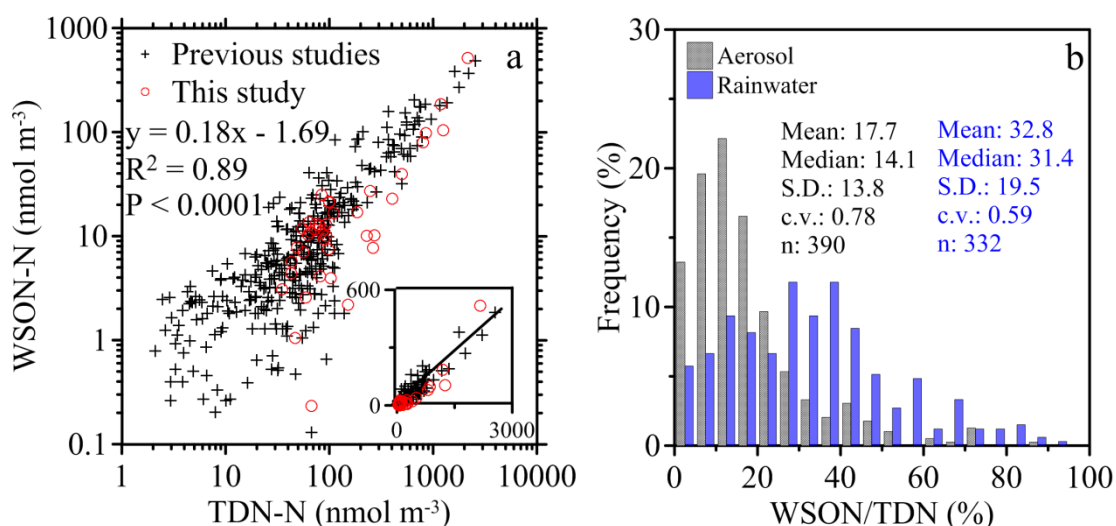 1000
100
10
1
0.1
WSON-N (nmol m⁻³)
a
+ Previous studies
○ This study
y = 0.18x - 1.69
R² = 0.89
P < 0.0001
600
0
0
3000
1
10
100
1000
10000
TDN-N (nmol m⁻³)
30
20
10
0
Frequency (%)
b
Aerosol
Rainwater
Mean: 17.7
Median: 14.1
S.D.: 13.8
c.v.: 0.78
n: 390
Mean: 32.8
Median: 31.4
S.D.: 19.5
c.v.: 0.59
n: 332
0
20
40
60
80
100
WSON/TDN (%)